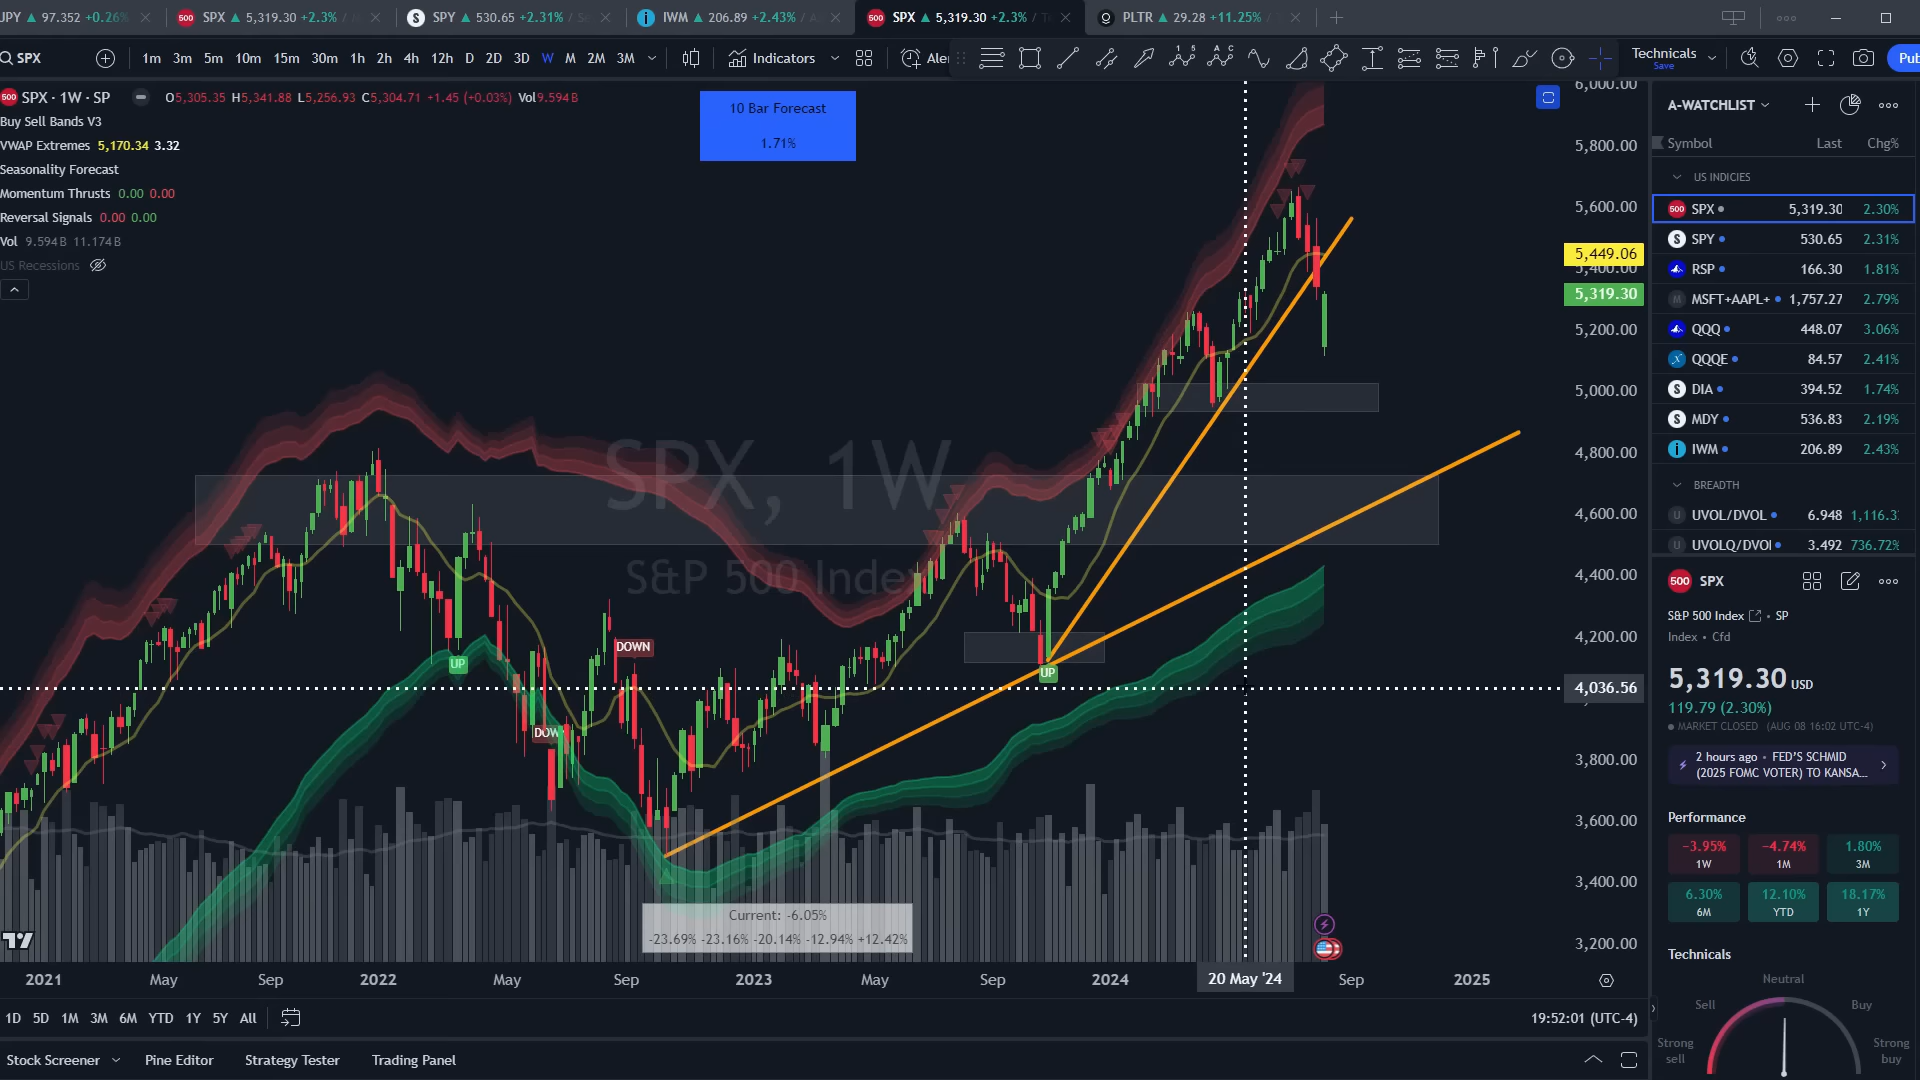 JPY ▲ 97.352 +0.26%
500 SPX ▲ 5,319.30 +2.3% /
S SPY ▲ 530.65 +2.31% /
i IWM ▲ 206.89 +2.43% /
500 SPX ▲ 5,319.30 +2.3% /
PLTR ▲ 29.28 +11.25%
SPX
1m 3m 5m 10m 15m 30m 1h 2h 4h 12h D 2D 3D W M 2M 3M
Indicators
Ale
Technicals
Save
Pub
500 SPX · 1W · SP
O5,305.35 H5,341.88 L5,256.93 C5,304.71 +1.45 (+0.03%) Vol9.594B
Buy Sell Bands V3
VWAP Extremes 5,170.34 3.32
Seasonality Forecast
Momentum Thrusts 0.00 0.00
Reversal Signals 0.00 0.00
Vol 9.594B 11.174B
US Recessions
10 Bar Forecast
1.71%
SPX, 1W
S&P 500 Index
UP
DOWN
DOW
UP
Current: -6.05%
-23.69% -23.16% -20.14% -12.94% +12.42%
6,000.00
5,800.00
5,600.00
5,449.06
5,400.00
5,319.30
5,200.00
5,000.00
4,800.00
4,600.00
4,400.00
4,200.00
4,036.56
3,800.00
3,600.00
3,400.00
3,200.00
2021 May Sep 2022 May Sep 2023 May Sep 2024 20 May '24 Sep 2025
1D 5D 1M 3M 6M YTD 1Y 5Y All
19:52:01 (UTC-4)
Stock Screener Pine Editor Strategy Tester Trading Panel
A-WATCHLIST
Symbol Last Chg%
US INDICIES
500 SPX 5,319.30 2.30%
S SPY 530.65 2.31%
RSP 166.30 1.81%
M MSFT+AAPL+ 1,757.27 2.79%
QQQ 448.07 3.06%
QQQE 84.57 2.41%
S DIA 394.52 1.74%
S MDY 536.83 2.19%
i IWM 206.89 2.43%
BREADTH
U UVOL/DVOL 6.948 1,116.3
U UVOLQ/DVOL 3.492 736.72%
500 SPX
S&P 500 Index • SP
Index • Cfd
5,319.30 USD
119.79 (2.30%)
MARKET CLOSED (AUG 08 16:02 UTC-4)
2 hours ago • FED'S SCHMID
(2025 FOMC VOTER) TO KANSA...
Performance
−3.95% −4.74% 1.80%
1W 1M 3M
6.30% 12.10% 18.17%
6M YTD 1Y
Technicals
Neutral
Sell Buy
Strong
sell
Strong
buy